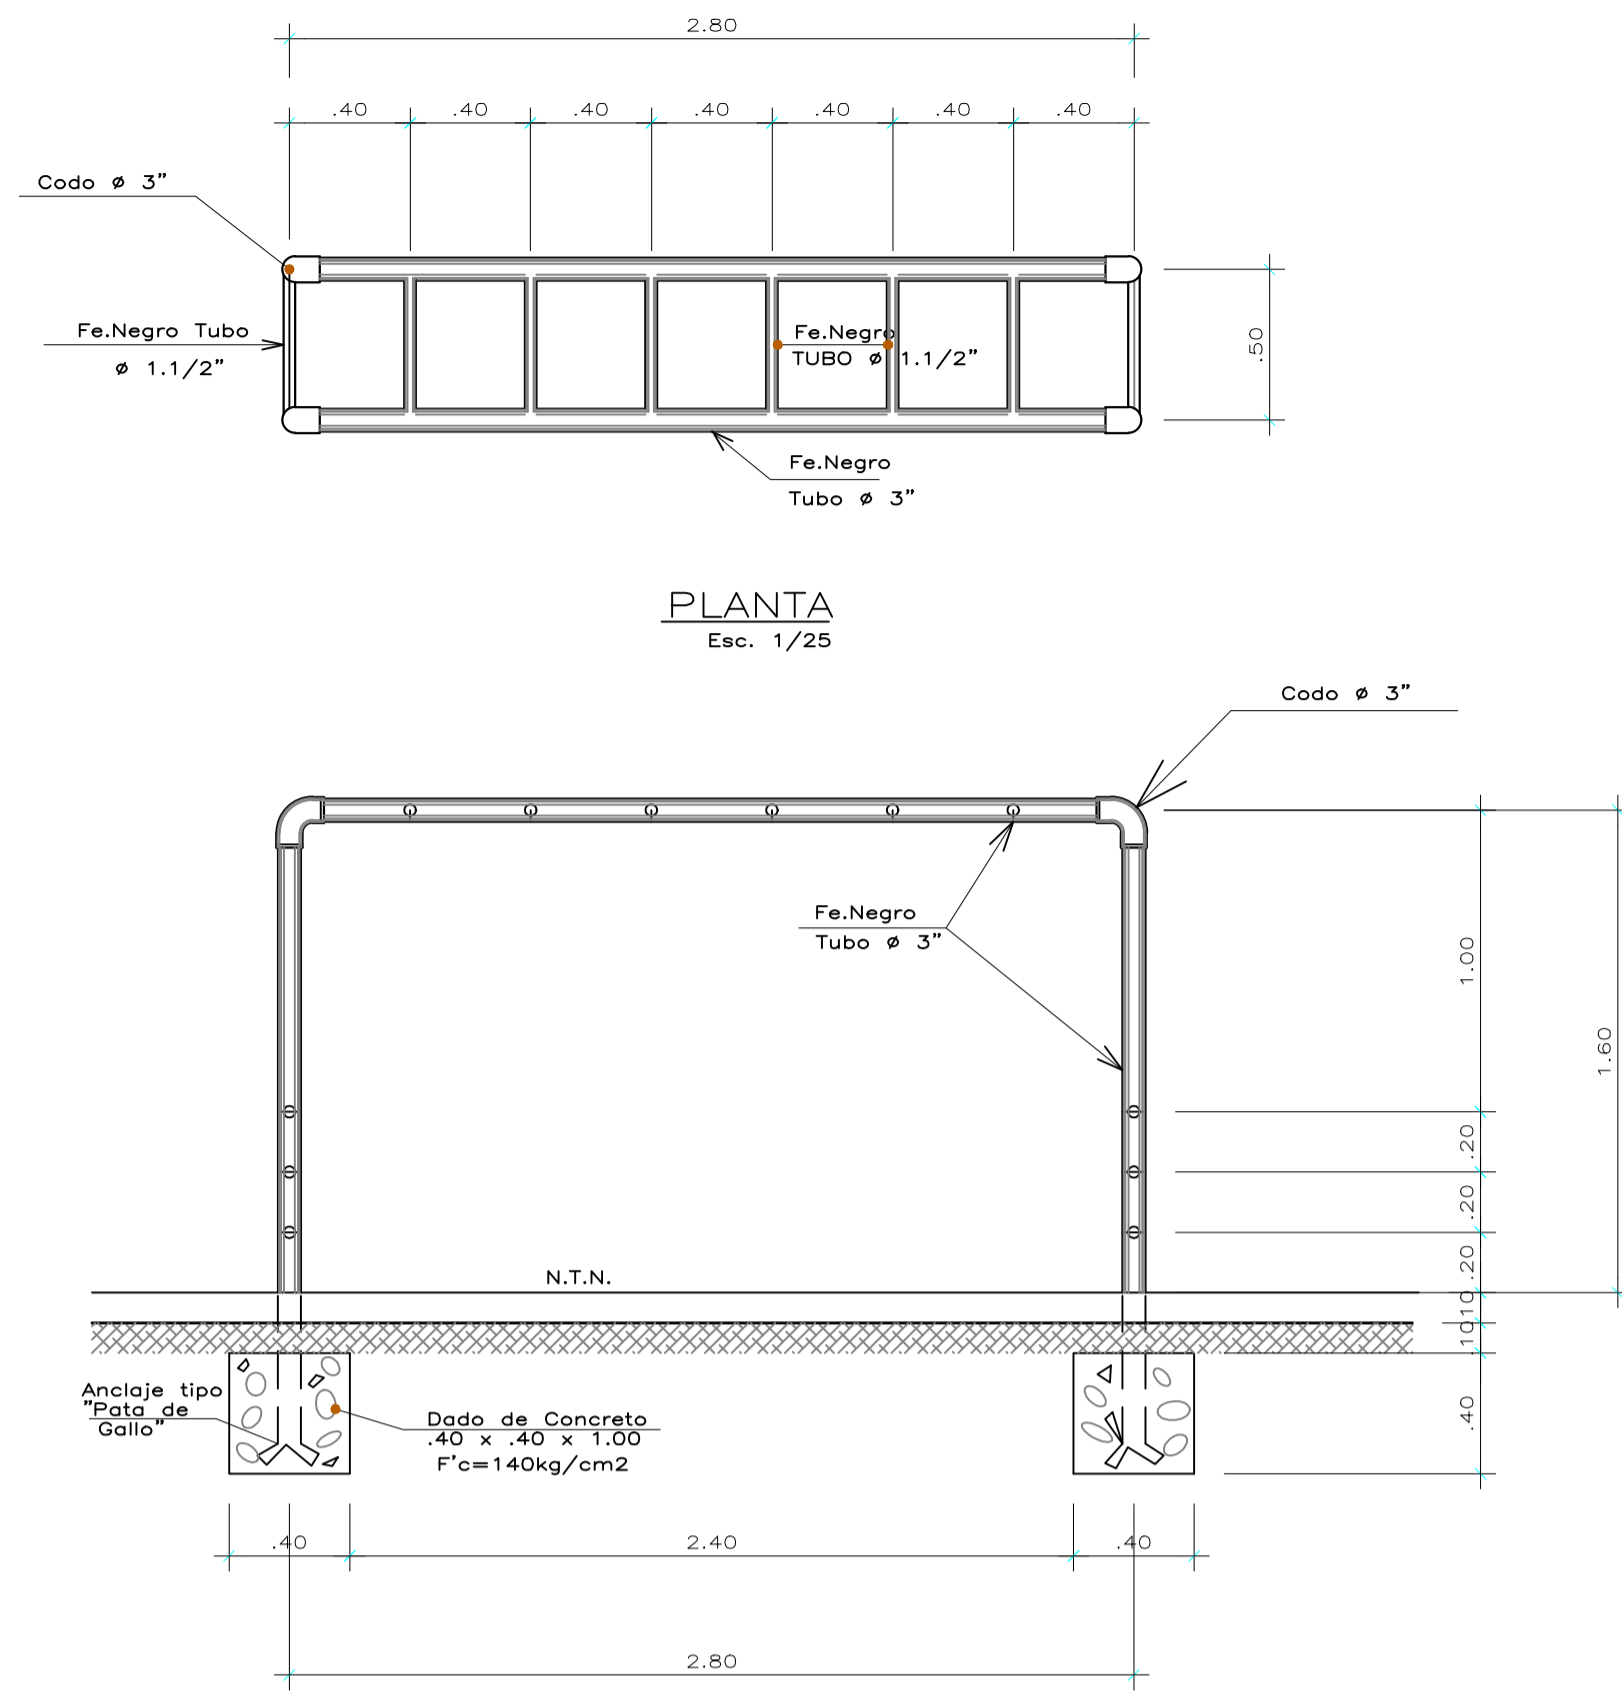 2.80
.40 .40 .40 .40 .40 .40 .40
Codo ø 3"
Fe.Negro Tubo
ø 1.1/2"
Fe.Negro
TUBO ø 1.1/2"
.50
Fe.Negro
Tubo ø 3"
PLANTA
Esc. 1/25
Codo ø 3"
Fe.Negro
Tubo ø 3"
1.00
1.60
.20
.20
.20
.10
.10
.40
N.T.N.
Anclaje tipo
"Pata de
Gallo"
Dado de Concreto
.40 x .40 x 1.00
F'c=140kg/cm2
.40 2.40 .40
2.80